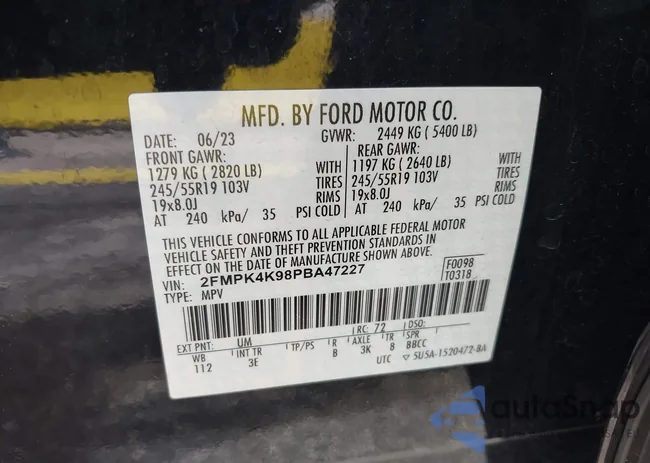 MFD. BY FORD MOTOR CO.
DATE: 06/23 GVWR: 2449 KG ( 5400 LB)
FRONT GAWR: REAR GAWR:
1279 KG ( 2820 LB) WITH 1197 KG ( 2640 LB) WITH
245/55R19 103V TIRES 245/55R19 103V TIRES
19x8.0J RIMS 19x8.0J RIMS
AT 240 kPa/ 35 PSI COLD AT 240 kPa/ 35 PSI COLD
THIS VEHICLE CONFORMS TO ALL APPLICABLE FEDERAL MOTOR
VEHICLE SAFETY AND THEFT PREVENTION STANDARDS IN
EFFECT ON THE DATE OF MANUFACTURE SHOWN ABOVE.
VIN: 2FMPK4K98PBA47227 F0098
TYPE: MPV T0318
EXT PNT: UM RC: 72 DSO:
WB INT TR TP/PS R AXLE TR SPR
112 3E B 3K 8 BBCC
UTC 5U5A-1520472-BA
AulaSnap